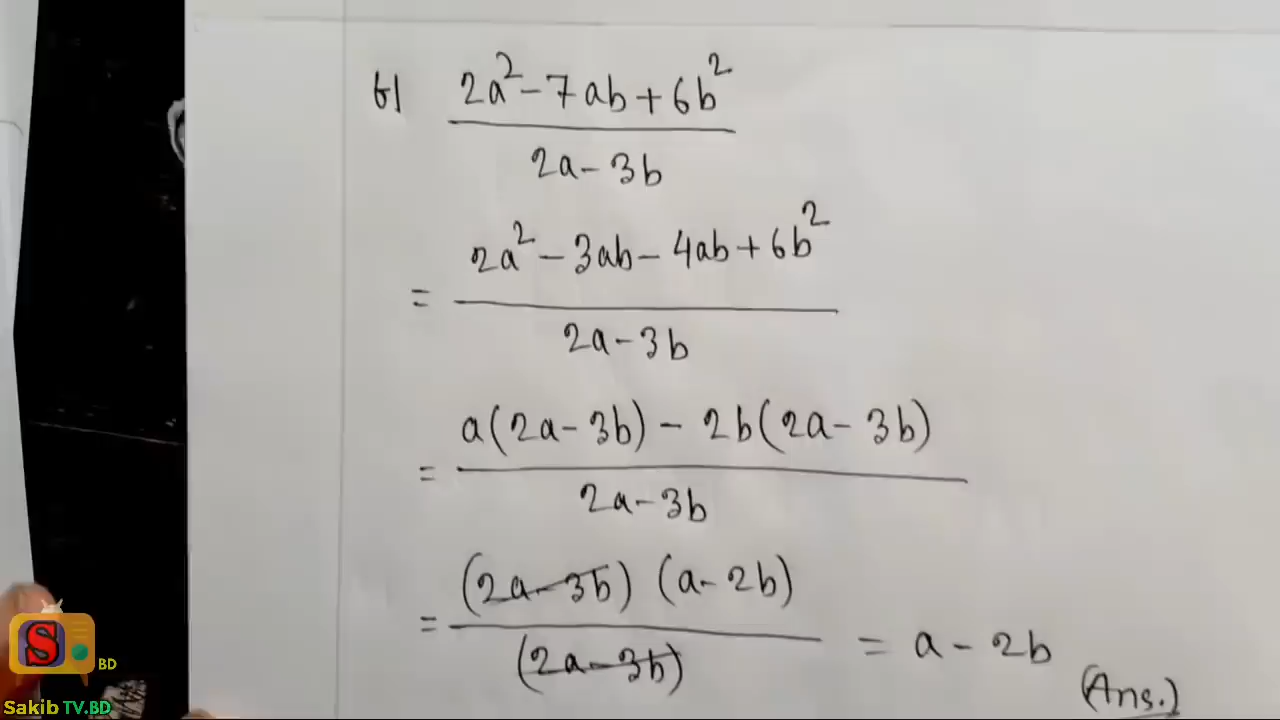 ৮। 2a² - 7ab + 6b²
2a - 3b
2a² - 3ab - 4ab + 6b²
=
2a - 3b
a(2a - 3b) - 2b(2a - 3b)
=
2a - 3b
(2a - 3b) (a - 2b)
= = a - 2b
(2a - 3b)
(Ans.)
S BD
Sakib TV.BD